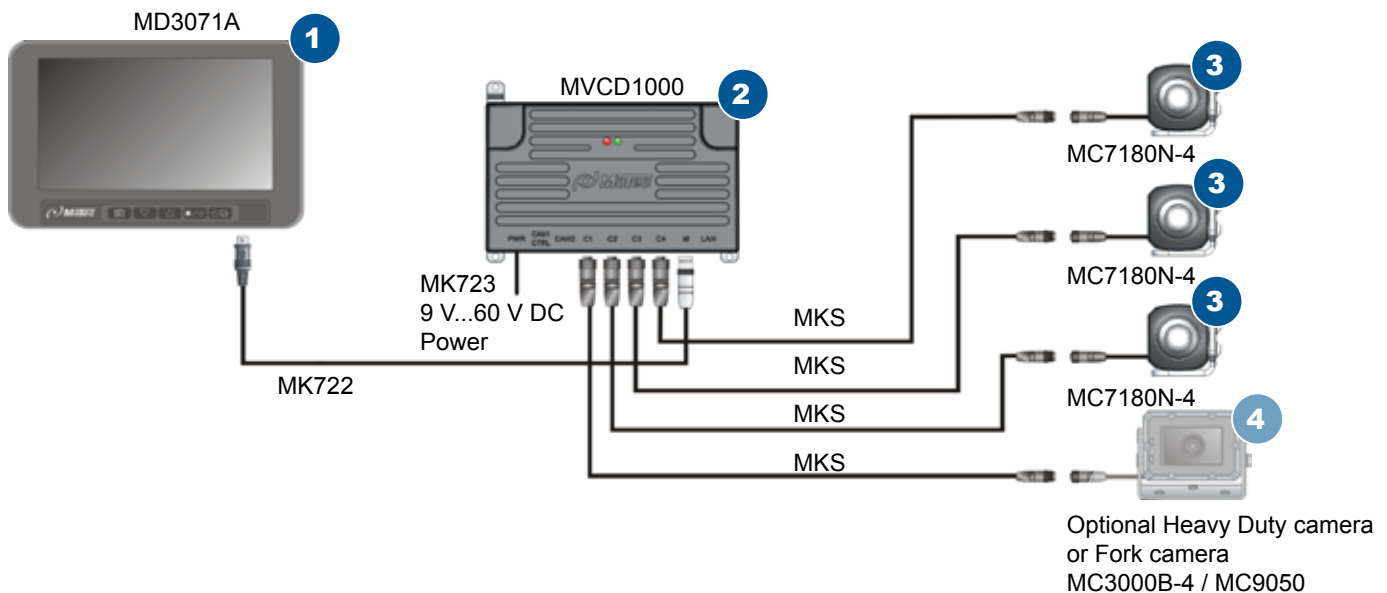 MD3071A
1
MVCD1000
2
3
MC7180N-4
3
MC7180N-4
3
MC7180N-4
4
PWR
CAN1
CTRL
CAN2
C1
C2
C3
C4
M
LAN
MK723
9 V...60 V DC
Power
MK722
MKS
MKS
MKS
MKS
Optional Heavy Duty camera
or Fork camera
MC3000B-4 / MC9050